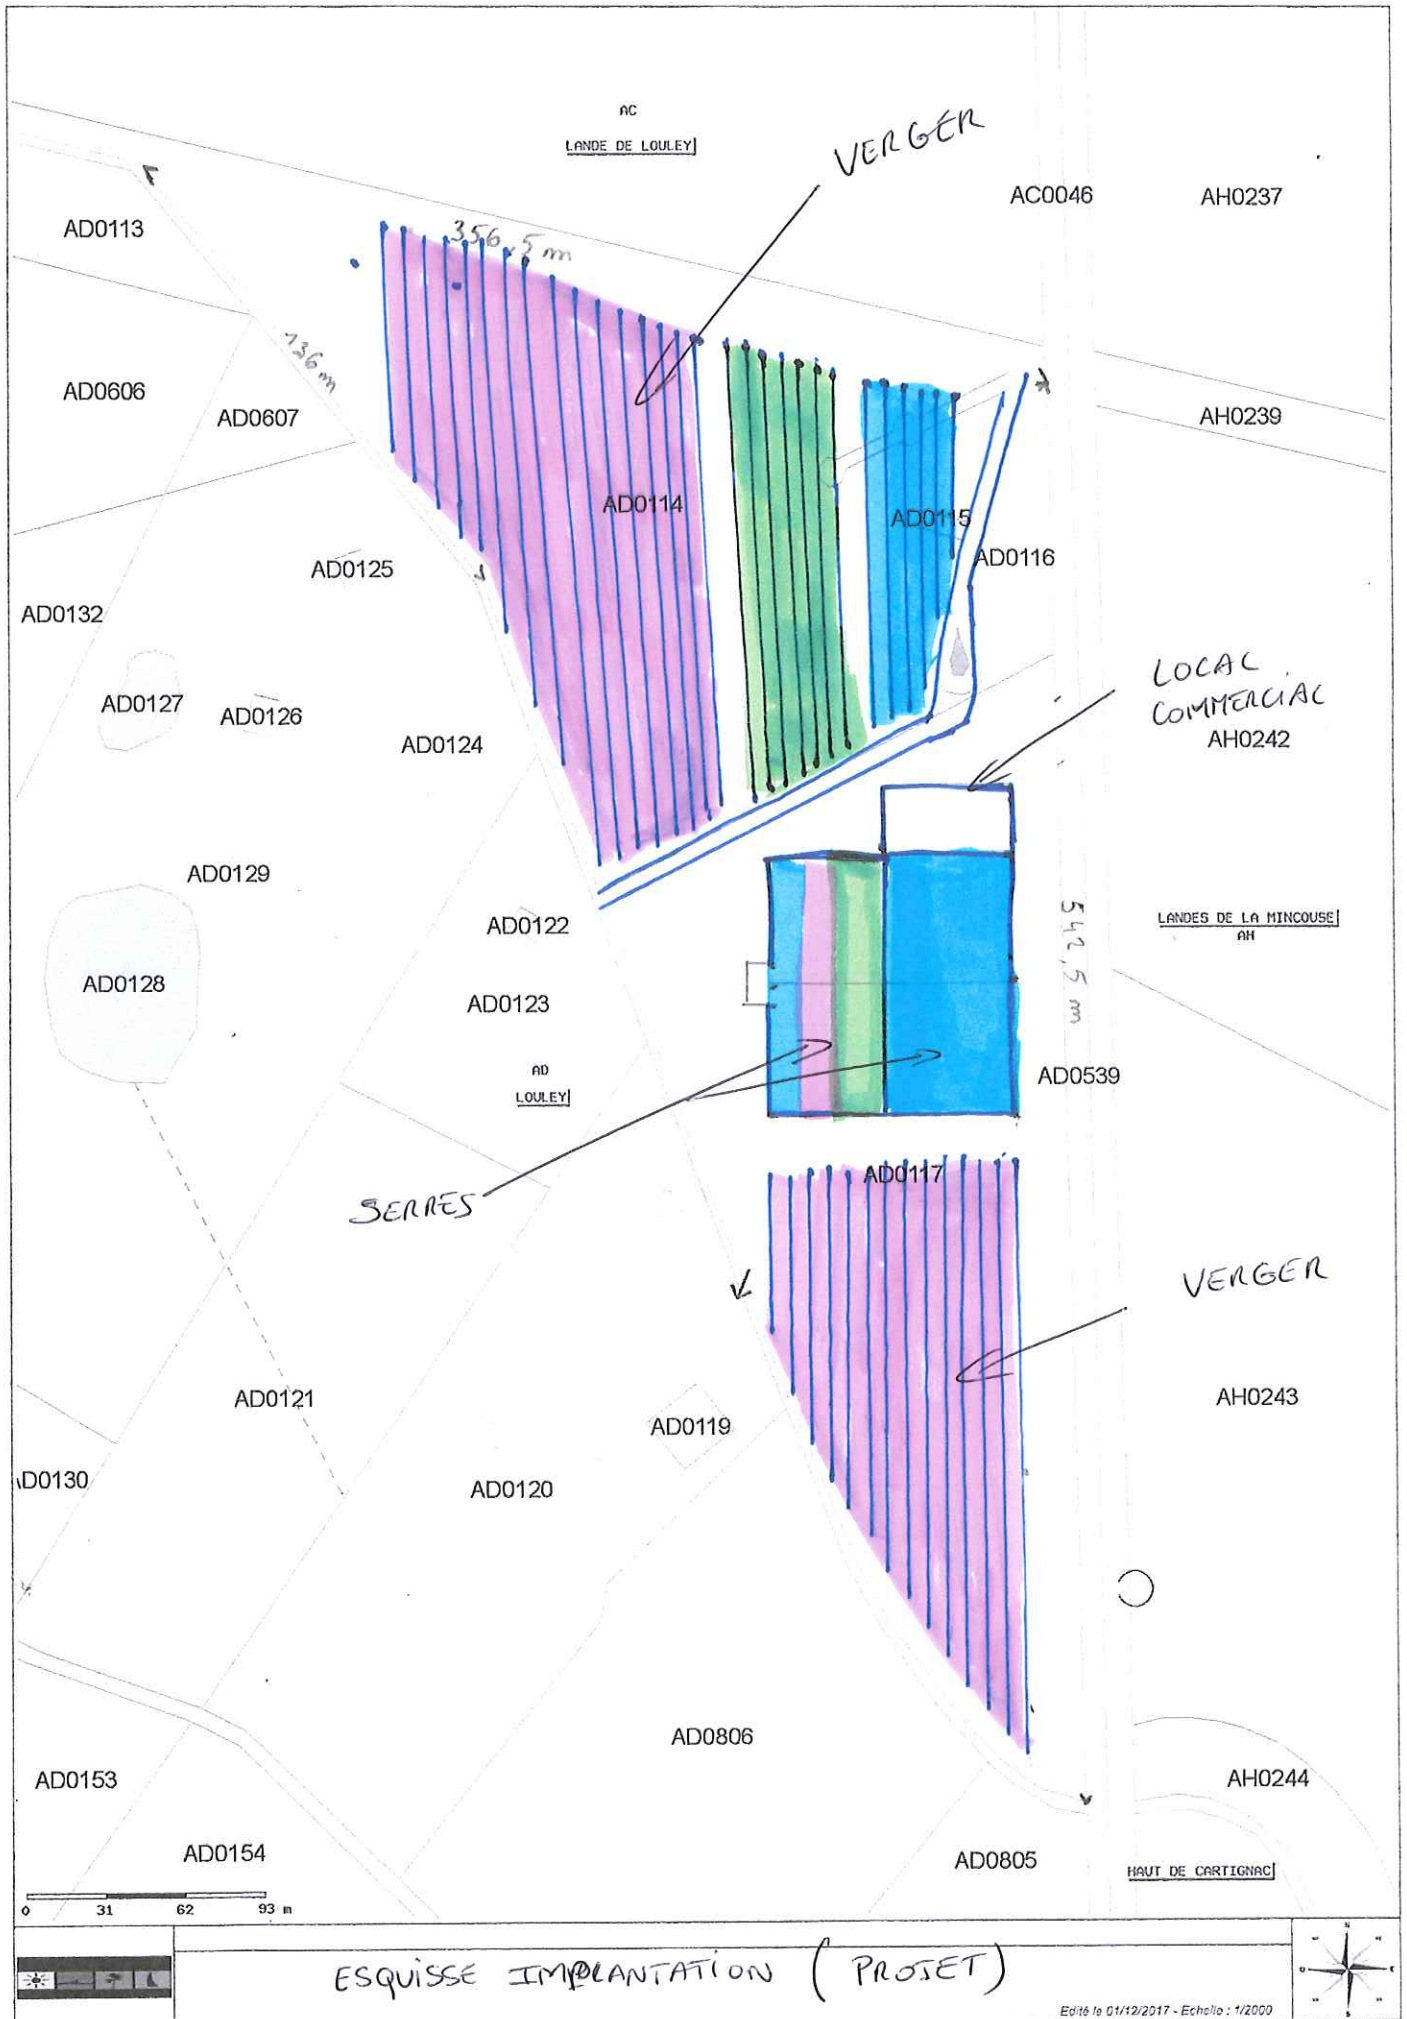 AC
LANDE DE LOULEY
VERGER
AC0046
AH0237
AD0113
356,5 m
136 m
AD0606
AD0607
AH0239
AD0114
AD0115
AD0116
AD0125
AD0132
LOCAL
COMMERCIAL
AD0127
AD0126
AD0124
AH0242
AD0129
AD0122
LANDES DE LA MINCOUSE
AH
542,5 m
AD0128
AD0123
AD
LOULEY
AD0539
AD0117
SERRES
VERGER
AD0121
AD0119
AH0243
AD0130
AD0120
AD0806
AD0153
AH0244
AD0154
AD0805
HAUT DE CARTIGNAC
0 31 62 93 m
ESQUISSE IMPLANTATION (PROJET)
Edité le 01/12/2017 - Echelle : 1/2000